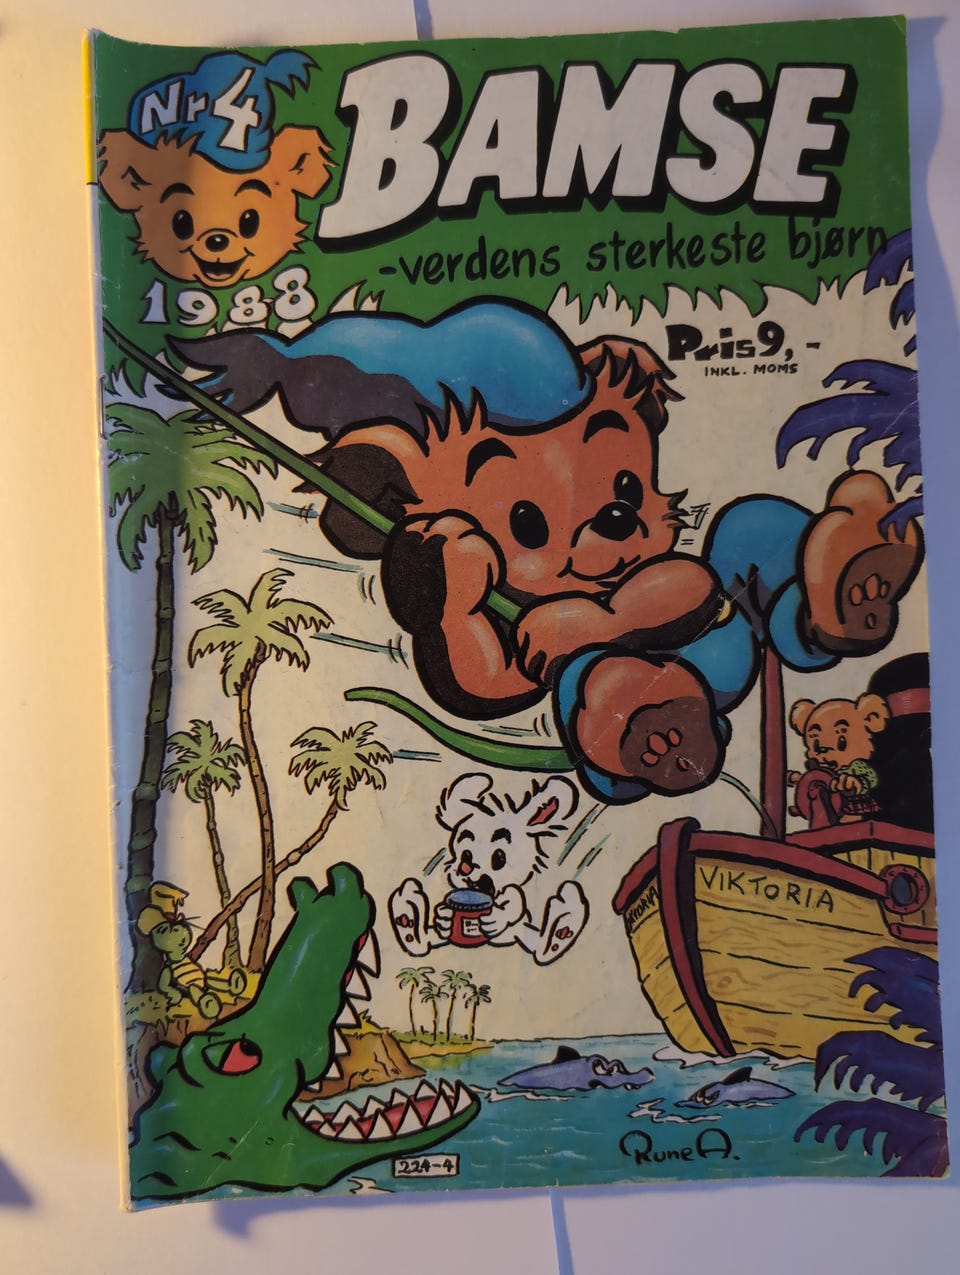 Nr 4
BAMSE
-verdens sterkeste bjørn
1988
Pris 9,-
INKL. MOMS
VIKTORIA
224-4
Rune A.